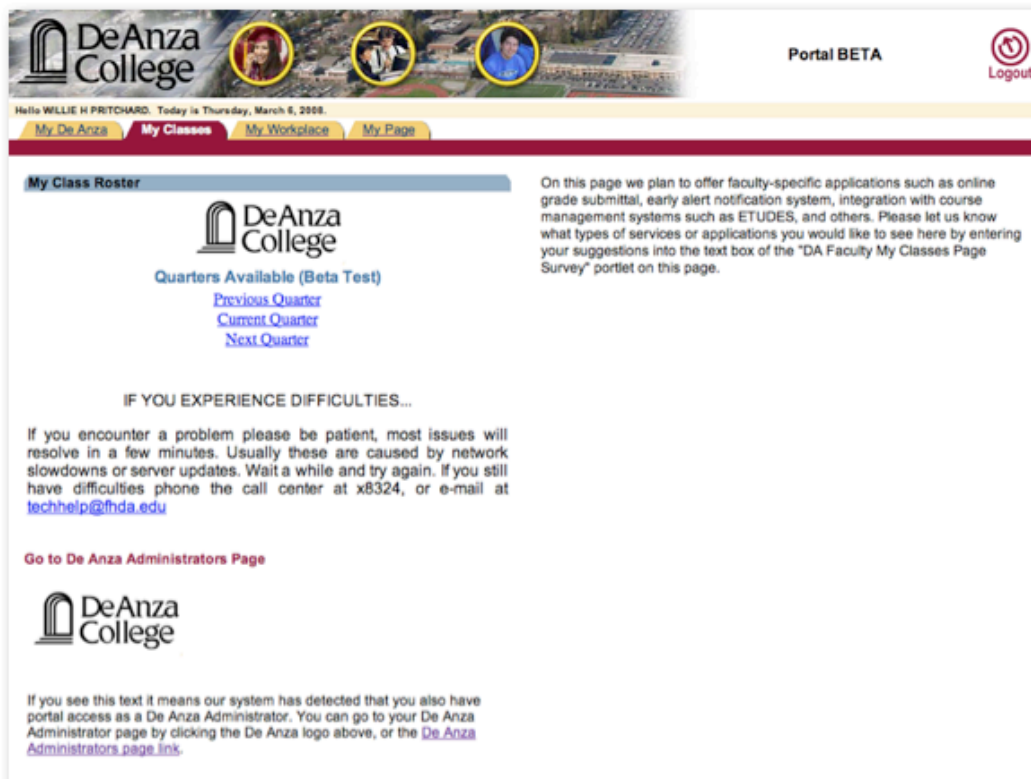 De Anza
College
Portal BETA
Logout
Hello WILLIE H PRITCHARD. Today is Thursday, March 6, 2008.
My De Anza My Classes My Workplace My Page
My Class Roster
De Anza
College
Quarters Available (Beta Test)
Previous Quarter
Current Quarter
Next Quarter
IF YOU EXPERIENCE DIFFICULTIES...
If you encounter a problem please be patient, most issues will
resolve in a few minutes. Usually these are caused by network
slowdowns or server updates. Wait a while and try again. If you still
have difficulties phone the call center at x8324, or e-mail at
techhelp@fhda.edu
Go to De Anza Administrators Page
De Anza
College
If you see this text it means our system has detected that you also have
portal access as a De Anza Administrator. You can go to your De Anza
Administrator page by clicking the De Anza logo above, or the De Anza
Administrators page link.
On this page we plan to offer faculty-specific applications such as online
grade submittal, early alert notification system, integration with course
management systems such as ETUDES, and others. Please let us know
what types of services or applications you would like to see here by entering
your suggestions into the text box of the "DA Faculty My Classes Page
Survey" portlet on this page.